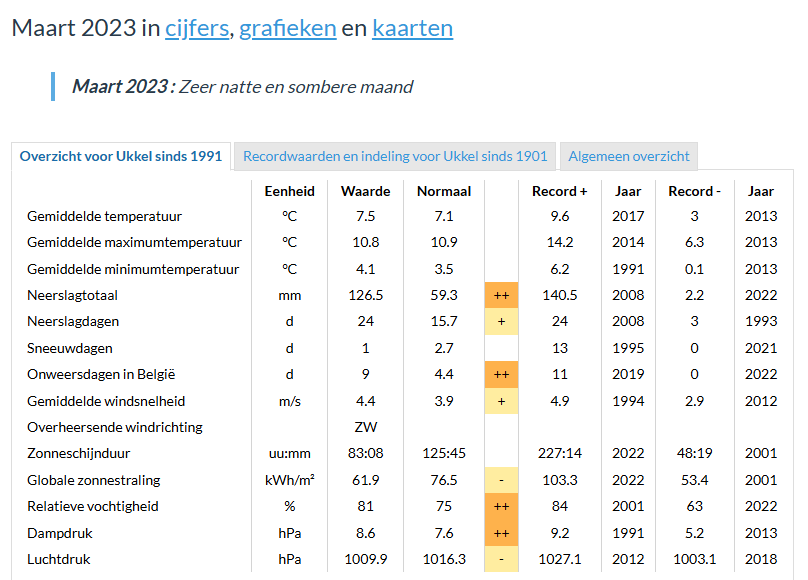 Maart 2023 in cijfers, grafieken en kaarten
Maart 2023 : Zeer natte en sombere maand
Overzicht voor Ukkel sinds 1991 Recordwaarden en indeling voor Ukkel sinds 1901 Algemeen overzicht
Eenheid Waarde Normaal Record + Jaar Record - Jaar
Gemiddelde temperatuur °C 7.5 7.1 9.6 2017 3 2013
Gemiddelde maximumtemperatuur °C 10.8 10.9 14.2 2014 6.3 2013
Gemiddelde minimumtemperatuur °C 4.1 3.5 6.2 1991 0.1 2013
Neerslagtotaal mm 126.5 59.3 ++ 140.5 2008 2.2 2022
Neerslagdagen d 24 15.7 + 24 2008 3 1993
Sneeuwdagen d 1 2.7 13 1995 0 2021
Onweersdagen in België d 9 4.4 ++ 11 2019 0 2022
Gemiddelde windsnelheid m/s 4.4 3.9 + 4.9 1994 2.9 2012
Overheersende windrichting ZW
Zonneschijnduur uu:mm 83:08 125:45 227:14 2022 48:19 2001
Globale zonnestraling kWh/m² 61.9 76.5 - 103.3 2022 53.4 2001
Relatieve vochtigheid % 81 75 ++ 84 2001 63 2022
Dampdruk hPa 8.6 7.6 ++ 9.2 1991 5.2 2013
Luchtdruk hPa 1009.9 1016.3 - 1027.1 2012 1003.1 2018